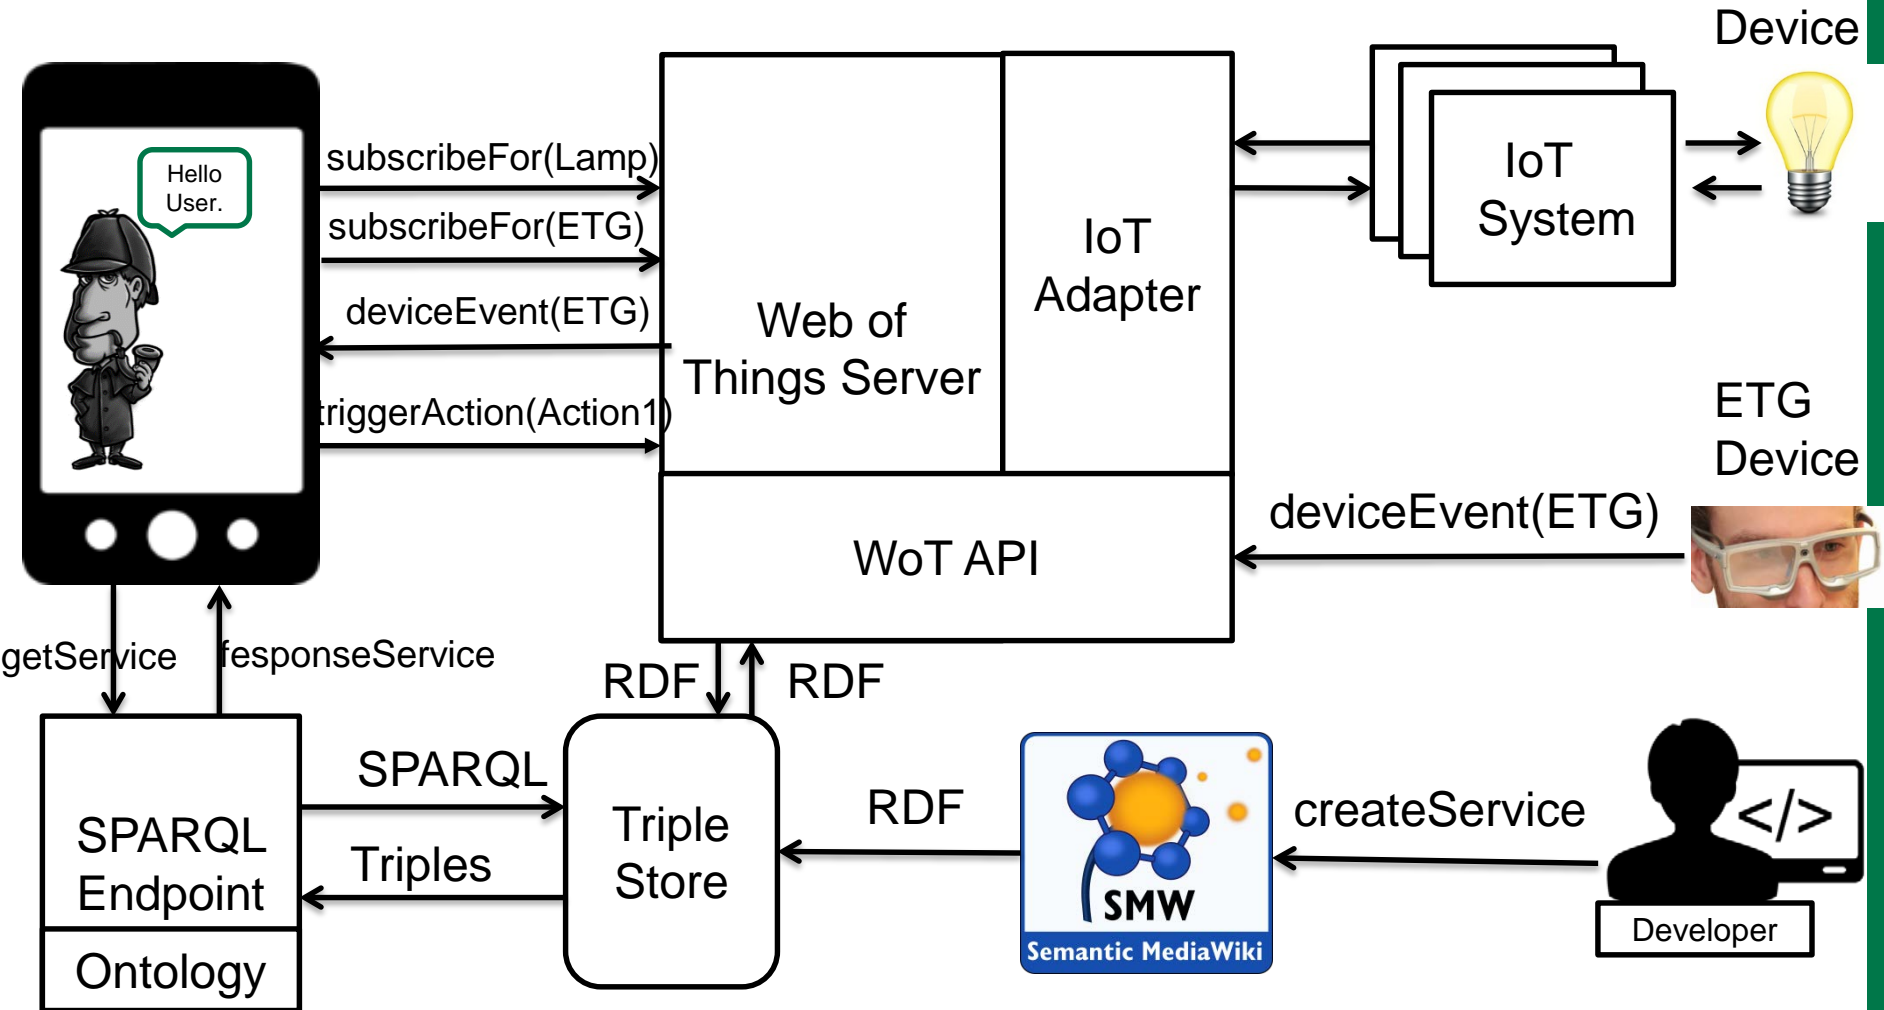 Device
Hello
User.
subscribeFor(Lamp)
subscribeFor(ETG)
deviceEvent(ETG)
triggerAction(Action1)
Web of
Things Server
IoT
Adapter
IoT
System
ETG
Device
deviceEvent(ETG)
WoT API
getService
responseService
RDF
RDF
SPARQL
Triples
SPARQL
Endpoint
Ontology
Triple
Store
RDF
SMW
Semantic MediaWiki
createService
</>
Developer